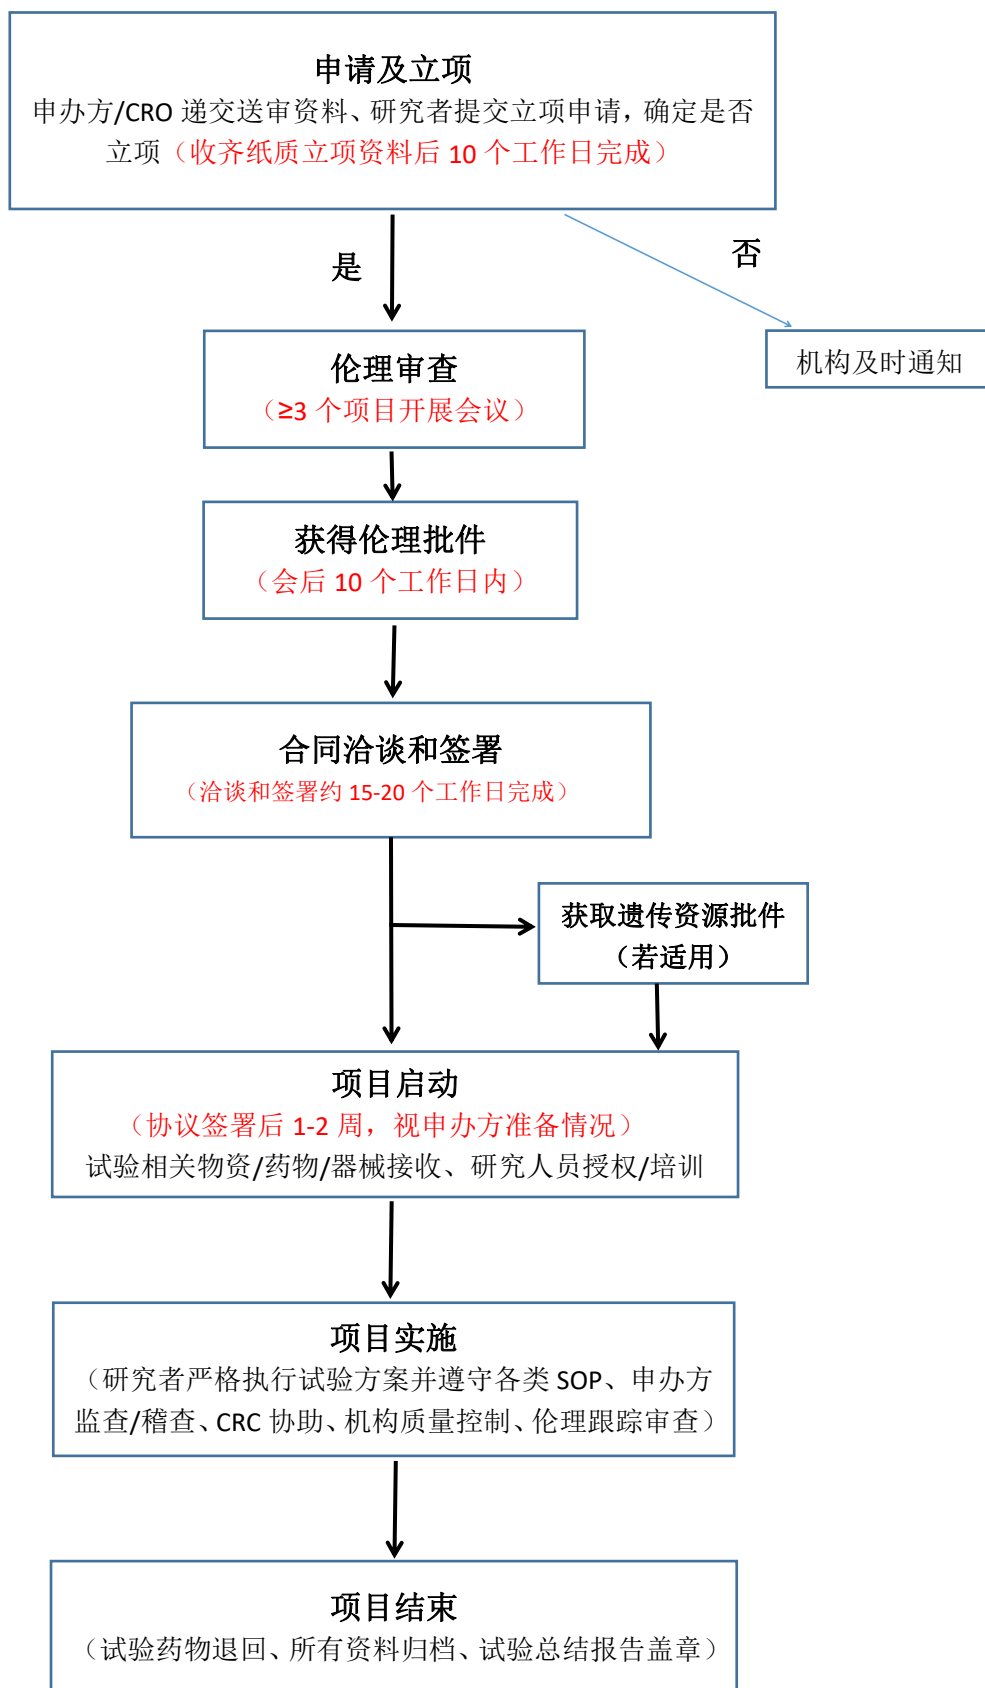 申请及立项
申办方/CRO 递交送审资料、研究者提交立项申请，确定是否
立项（收齐纸质立项资料后 10 个工作日完成）
是
否
机构及时通知
伦理审查
（≥3 个项目开展会议）
获得伦理批件
（会后 10 个工作日内）
合同洽谈和签署
（洽谈和签署约 15-20 个工作日完成）
获取遗传资源批件
（若适用）
项目启动
（协议签署后 1-2 周，视申办方准备情况）
试验相关物资/药物/器械接收、研究人员授权/培训
项目实施
（研究者严格执行试验方案并遵守各类 SOP、申办方
监查/稽查、CRC 协助、机构质量控制、伦理跟踪审查）
项目结束
（试验药物退回、所有资料归档、试验总结报告盖章）